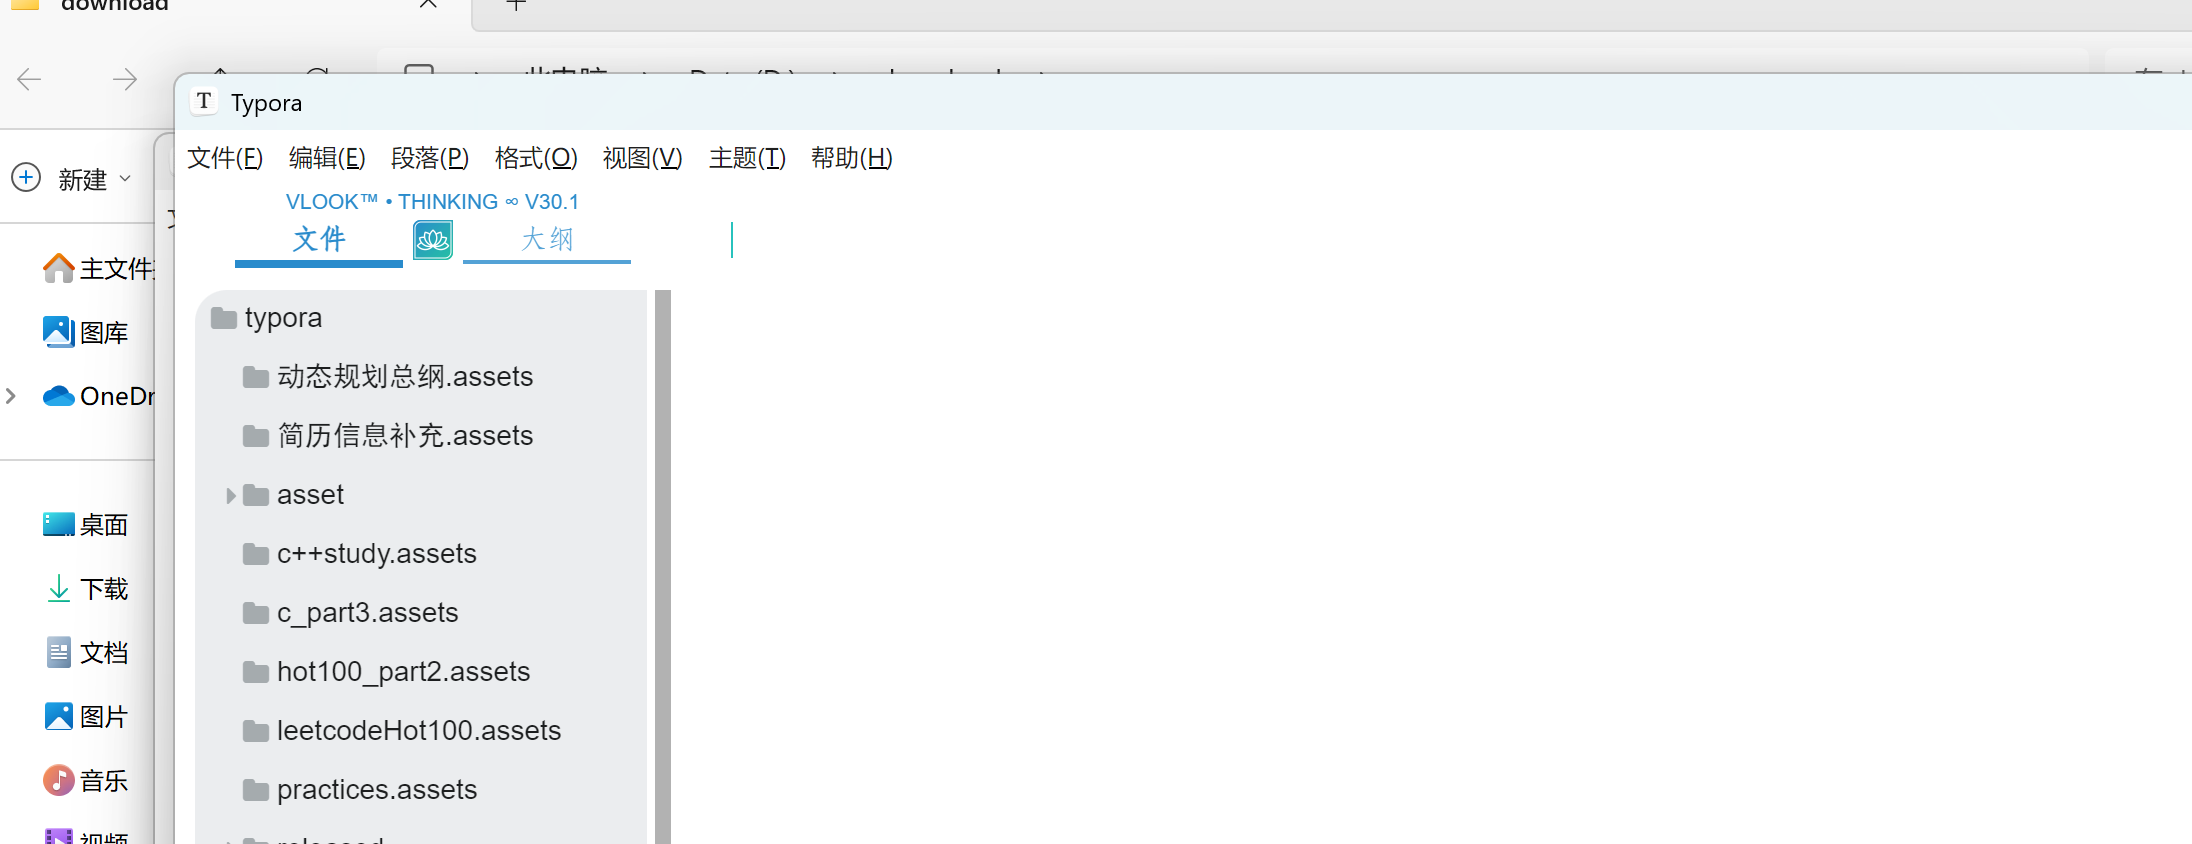 download
Typora
文件(F) 编辑(E) 段落(P) 格式(O) 视图(V) 主题(T) 帮助(H)
新建
VLOOK™ • THINKING ∞ V30.1
文件 大纲
主文件
图库
OneDr
桌面
下载
文档
图片
音乐
视频
typora
动态规划总纲.assets
简历信息补充.assets
asset
c++study.assets
c_part3.assets
hot100_part2.assets
leetcodeHot100.assets
practices.assets
released